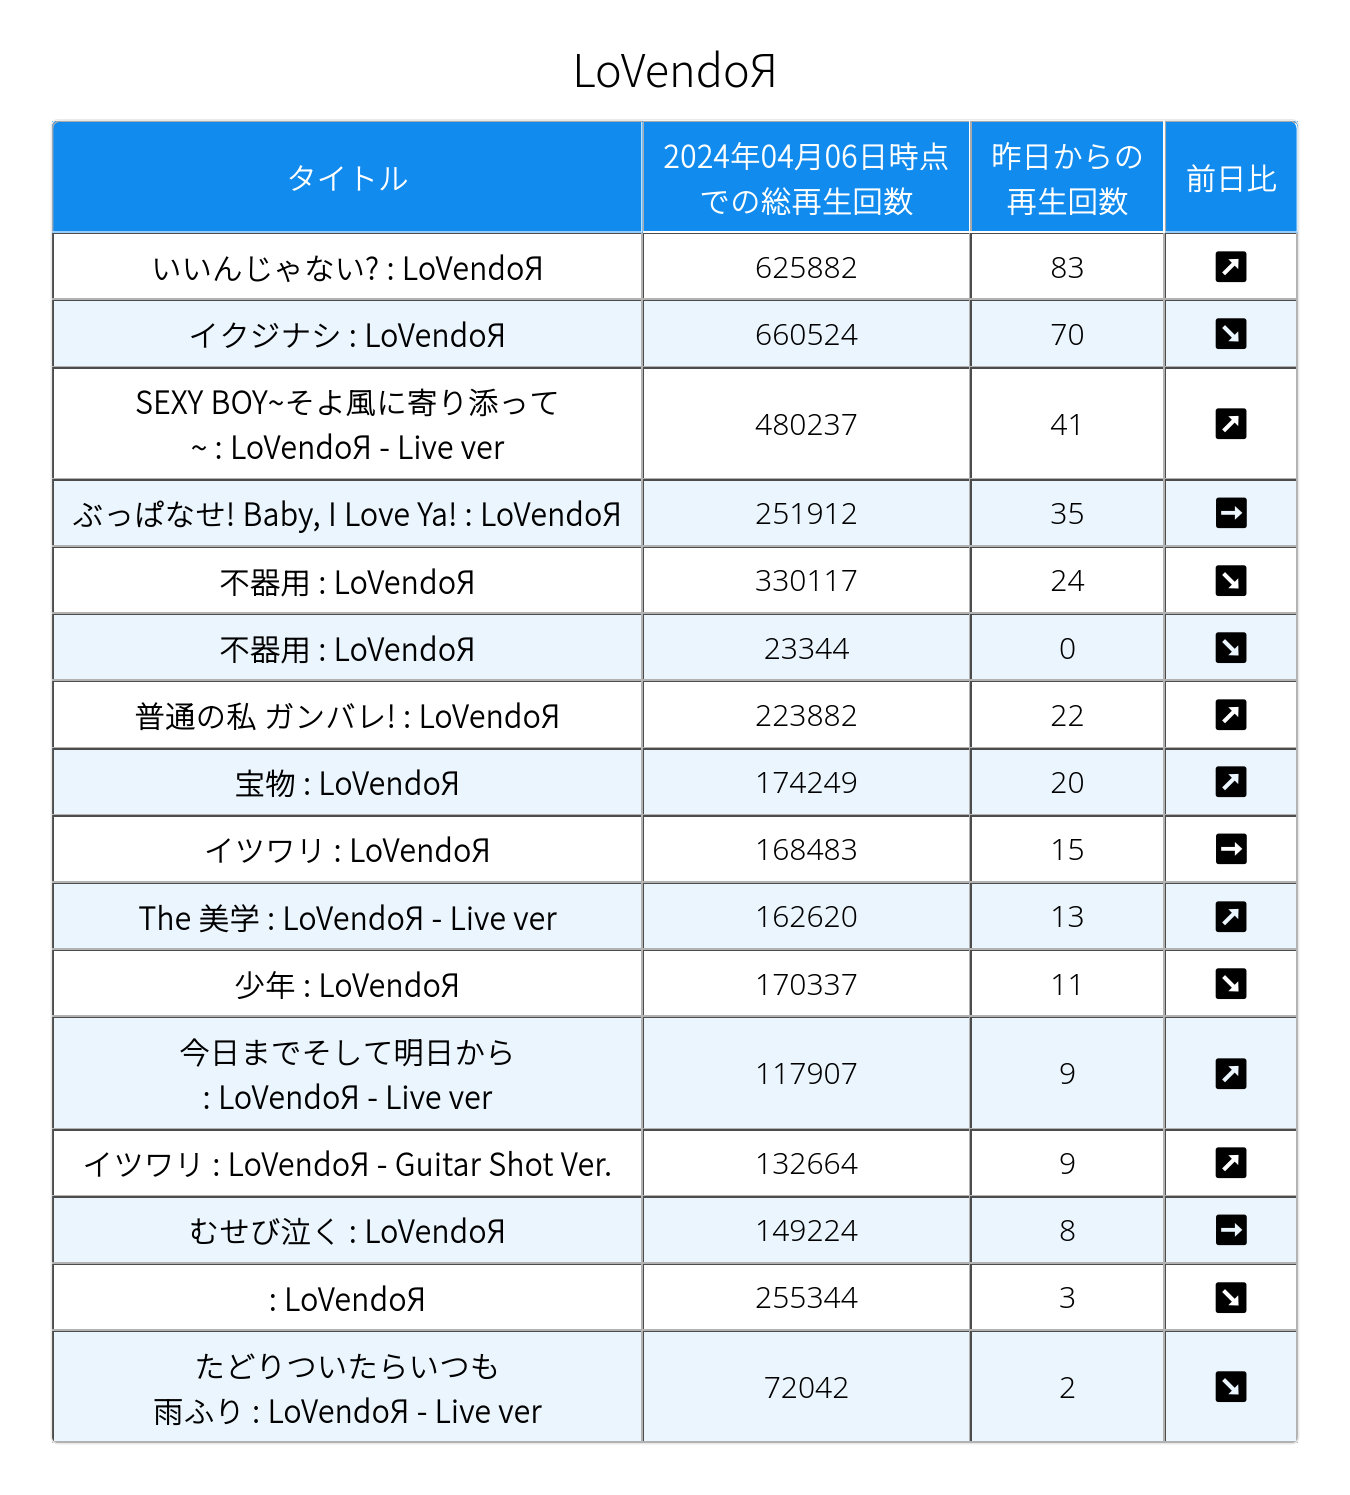 LoVendoЯ
タイトル
2024年04月06日時点
での総再生回数
昨日からの
再生回数
前日比
いいんじゃない? : LoVendoЯ
625882
83
イクジナシ : LoVendoЯ
660524
70
SEXY BOY~そよ風に寄り添って
~ : LoVendoЯ - Live ver
480237
41
ぶっぱなせ! Baby, I Love Ya! : LoVendoЯ
251912
35
不器用 : LoVendoЯ
330117
24
不器用 : LoVendoЯ
23344
0
普通の私 ガンバレ! : LoVendoЯ
223882
22
宝物 : LoVendoЯ
174249
20
イツワリ : LoVendoЯ
168483
15
The 美学 : LoVendoЯ - Live ver
162620
13
少年 : LoVendoЯ
170337
11
今日までそして明日から
: LoVendoЯ - Live ver
117907
9
イツワリ : LoVendoЯ - Guitar Shot Ver.
132664
9
むせび泣く : LoVendoЯ
149224
8
: LoVendoЯ
255344
3
たどりついたらいつも
雨ふり : LoVendoЯ - Live ver
72042
2